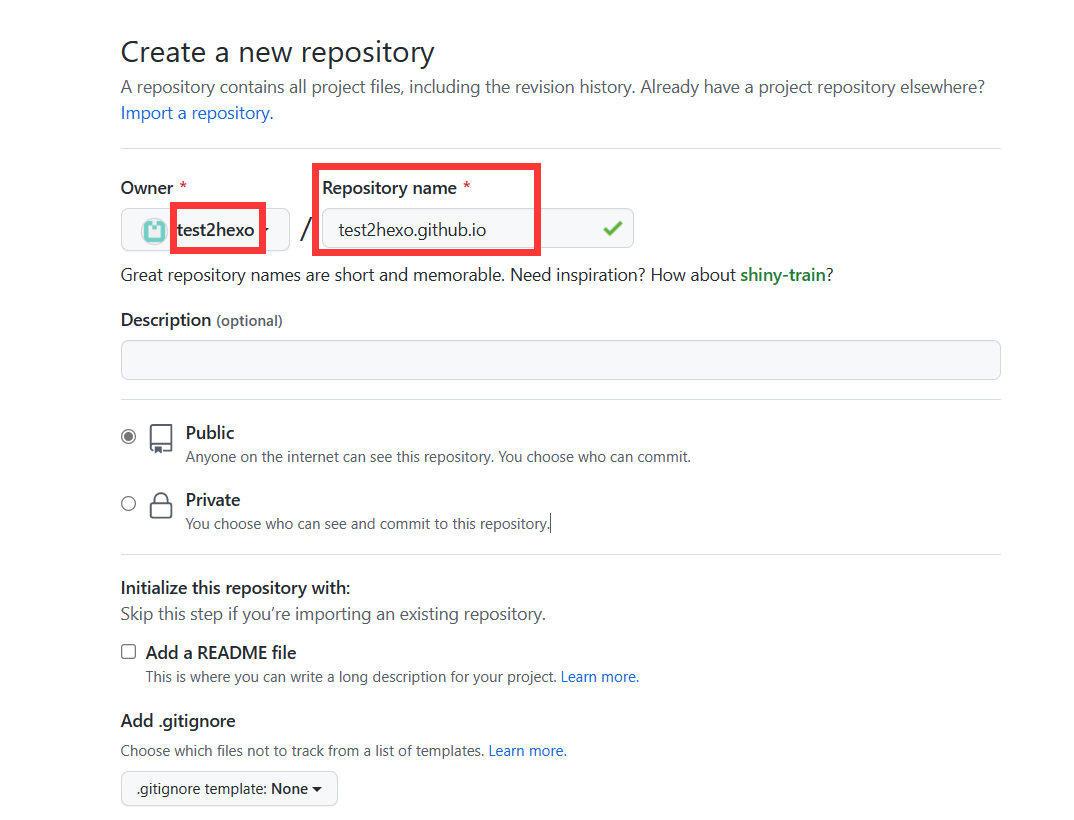 Create a new repository
A repository contains all project files, including the revision history. Already have a project repository elsewhere?
Import a repository.
Owner *
Repository name *
test2hexo
/
test2hexo.github.io
Great repository names are short and memorable. Need inspiration? How about shiny-train?
Description (optional)
Public
Anyone on the internet can see this repository. You choose who can commit.
Private
You choose who can see and commit to this repository.
Initialize this repository with:
Skip this step if you're importing an existing repository.
Add a README file
This is where you can write a long description for your project. Learn more.
Add .gitignore
Choose which files not to track from a list of templates. Learn more.
.gitignore template: None